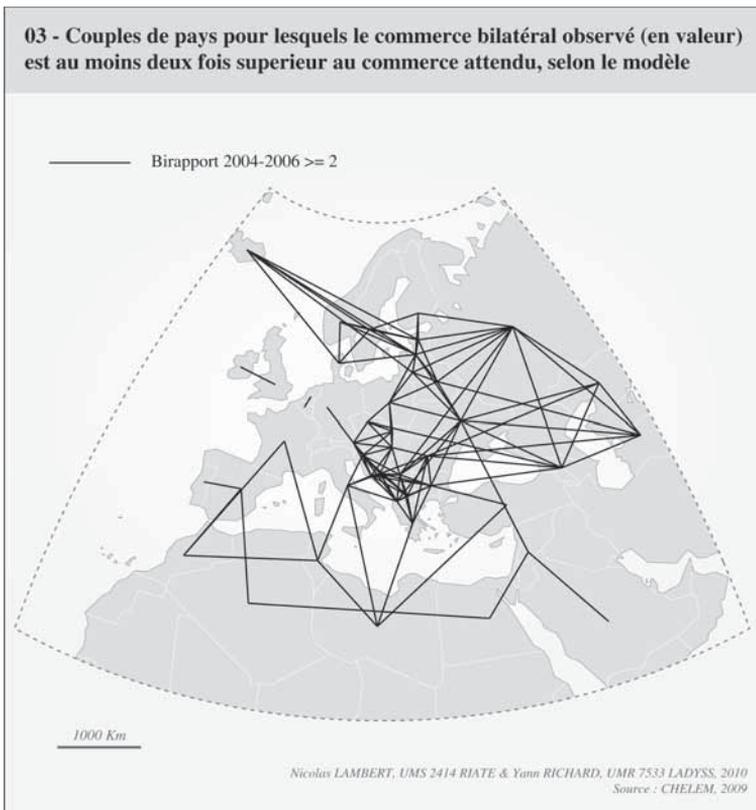 03 - Couples de pays pour lesquels le commerce bilatéral observé (en valeur)
est au moins deux fois superieur au commerce attendu, selon le modèle
Birapport 2004-2006 >= 2
1000 Km
Nicolas LAMBERT, UMS 2414 RIATE & Yann RICHARD, UMR 7533 LADYSS, 2010
Source : CHELEM, 2009